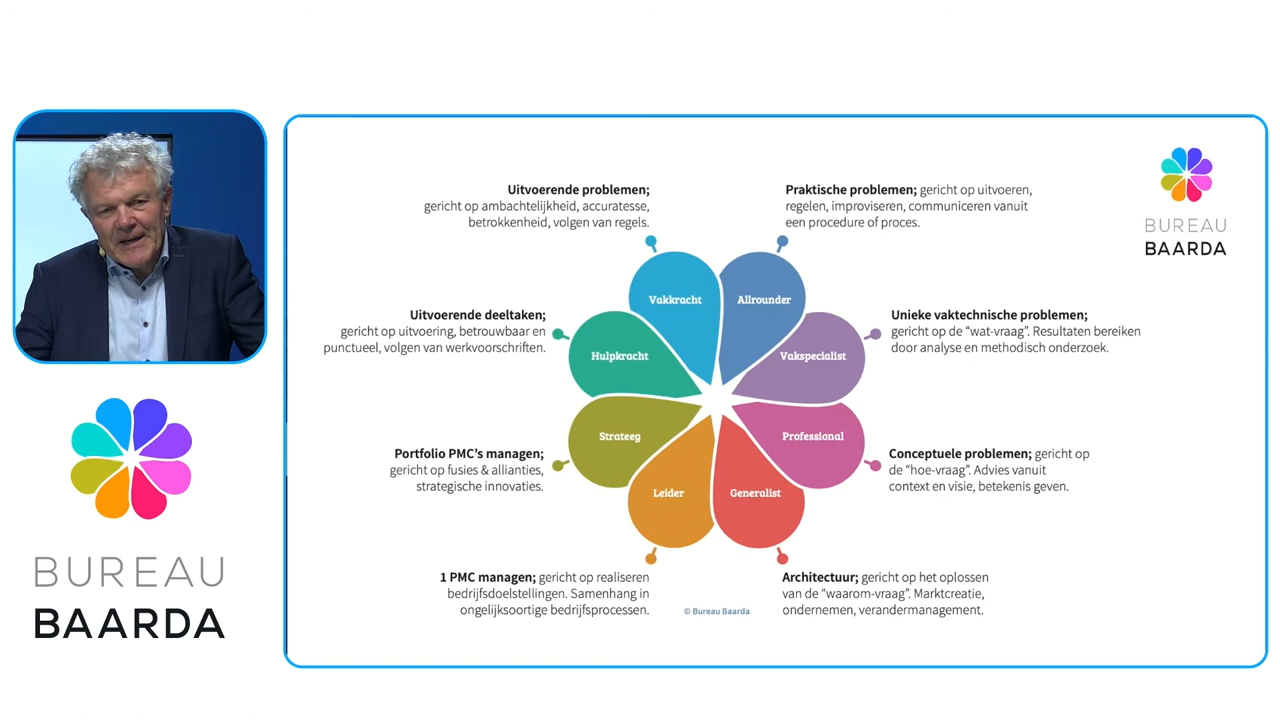 Uitvoerende problemen;
gericht op ambachtelijkheid, accuratesse,
betrokkenheid, volgen van regels.
Praktische problemen; gericht op uitvoeren,
regelen, improviseren, communiceren vanuit
een procedure of proces.
BUREAU
BAARDA
Vakkracht
Allrounder
Uitvoerende deeltaken;
gericht op uitvoering, betrouwbaar en
punctueel, volgen van werkvoorschriften.
Hulpkracht
Vakspecialist
Unieke vaktechnische problemen;
gericht op de “wat-vraag”. Resultaten bereiken
door analyse en methodisch onderzoek.
Portfolio PMC’s managen;
gericht op fusies & allianties,
strategische innovaties.
Strateeg
Professional
Conceptuele problemen; gericht op
de “hoe-vraag”. Advies vanuit
context en visie, betekenis geven.
Leider
Generalist
1 PMC managen; gericht op realiseren
bedrijfsdoelstellingen. Samenhang in
ongelijksoortige bedrijfsprocessen.
Architectuur; gericht op het oplossen
van de “waarom-vraag”. Marktcreatie,
ondernemen, verandermanagement.
© Bureau Baarda
BUREAU
BAARDA